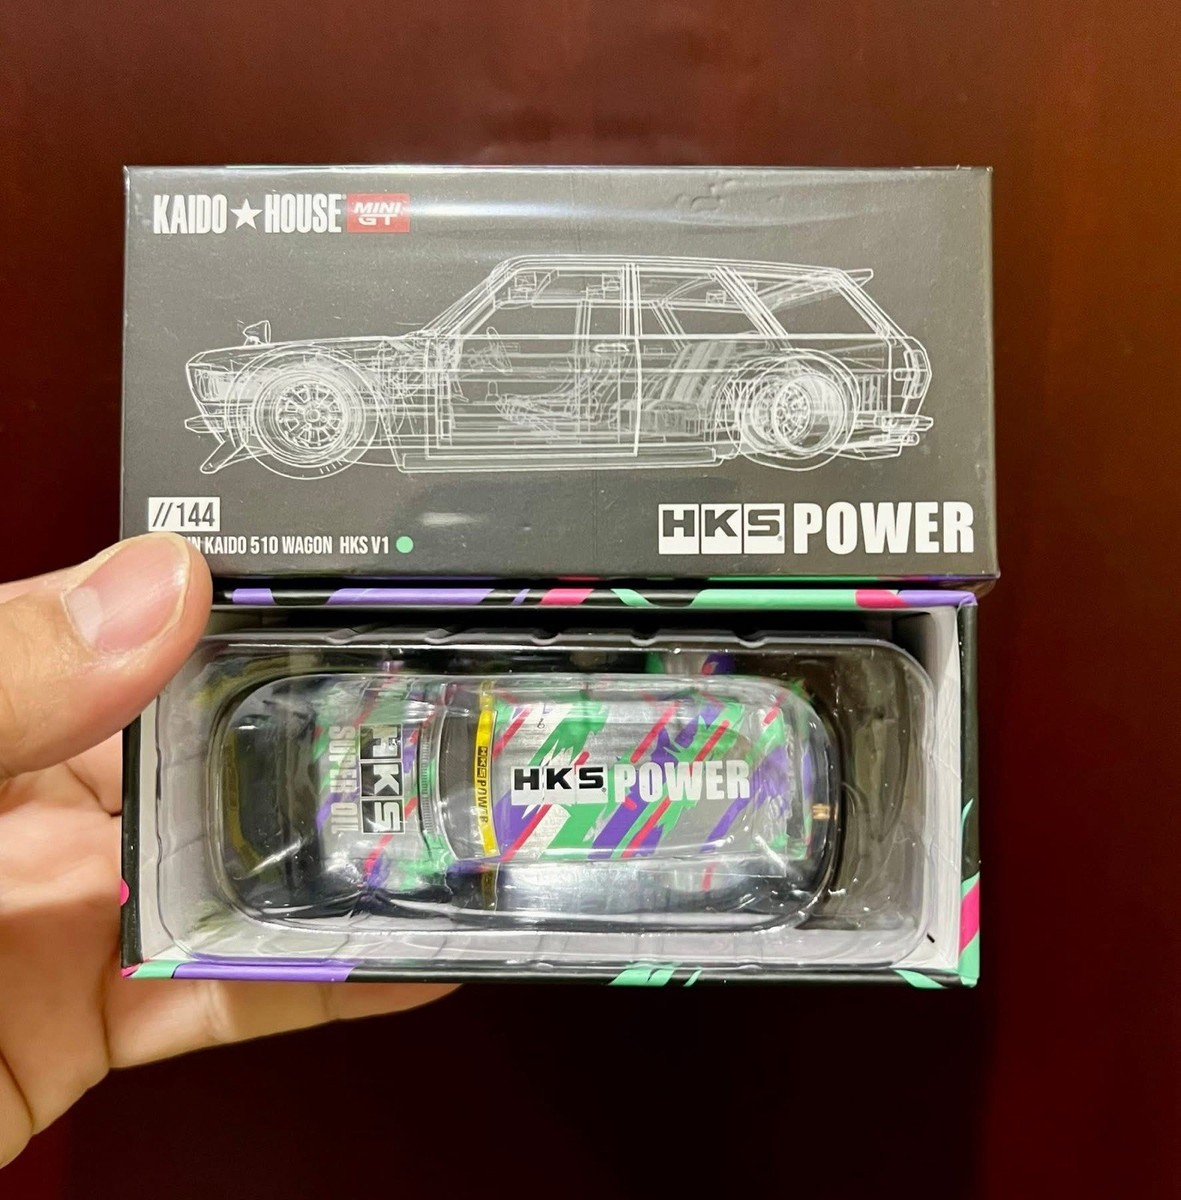 KAIDO★HOUSE MINI GT
//144
KAIDO 510 WAGON HKS V1
HKS POWER
HKS
SUPER OIL
HKS POWER
HKS POWER